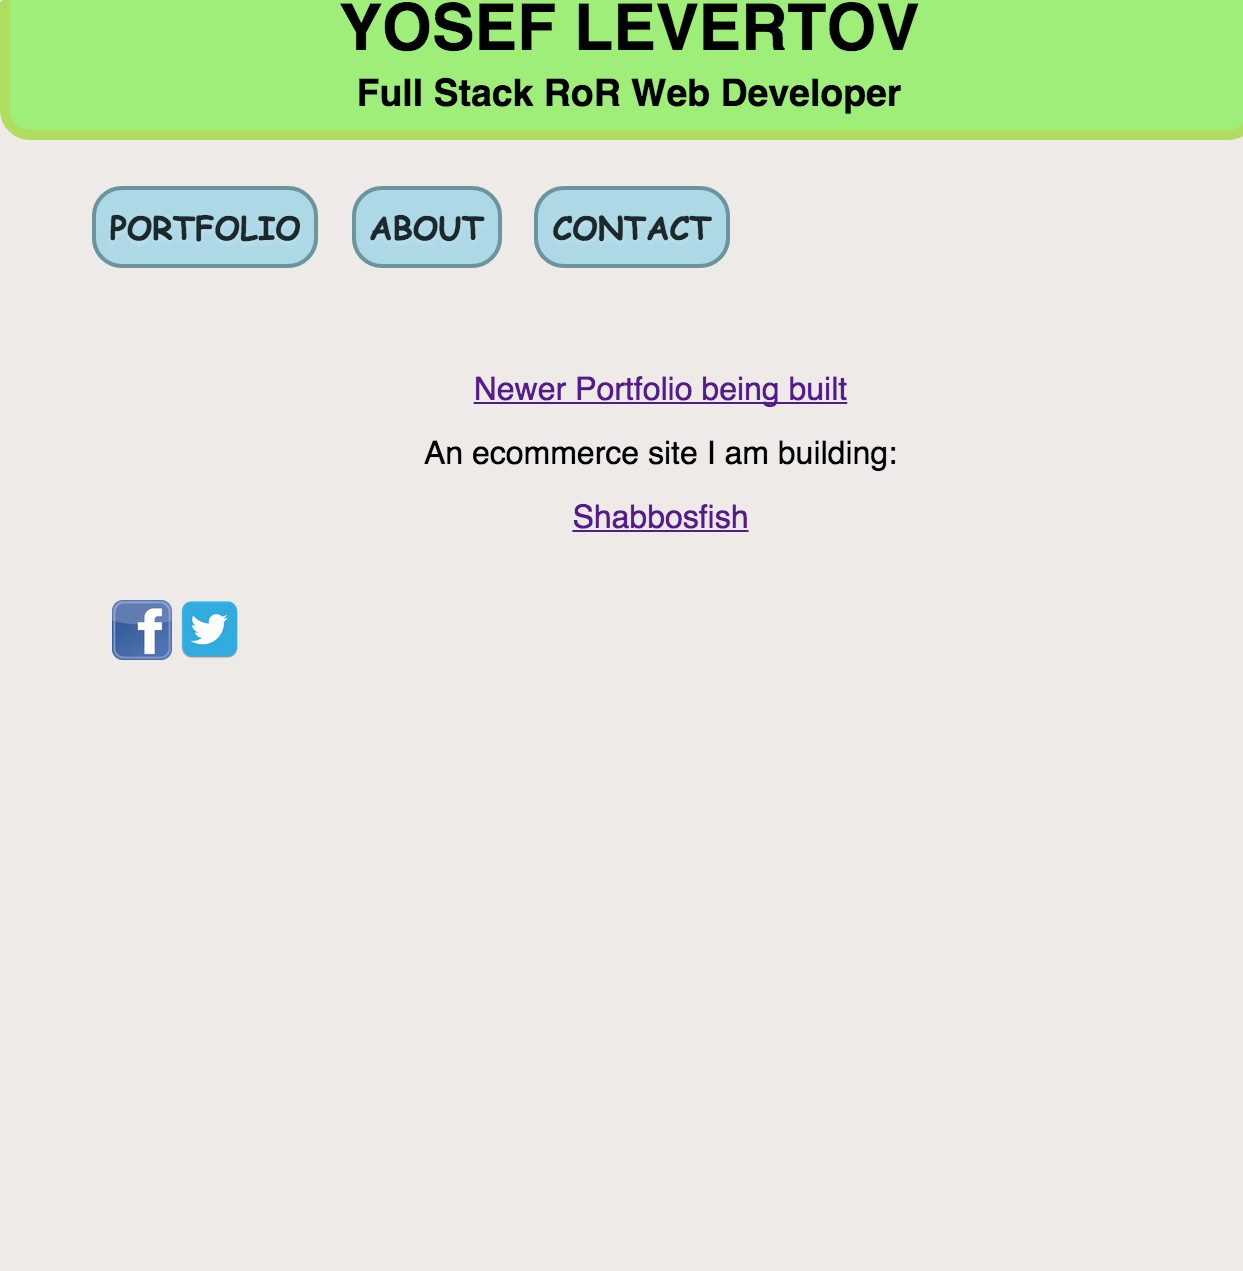 YOSEF LEVERTOV
Full Stack RoR Web Developer
PORTFOLIO ABOUT CONTACT
Newer Portfolio being built
An ecommerce site I am building:
Shabbosfish